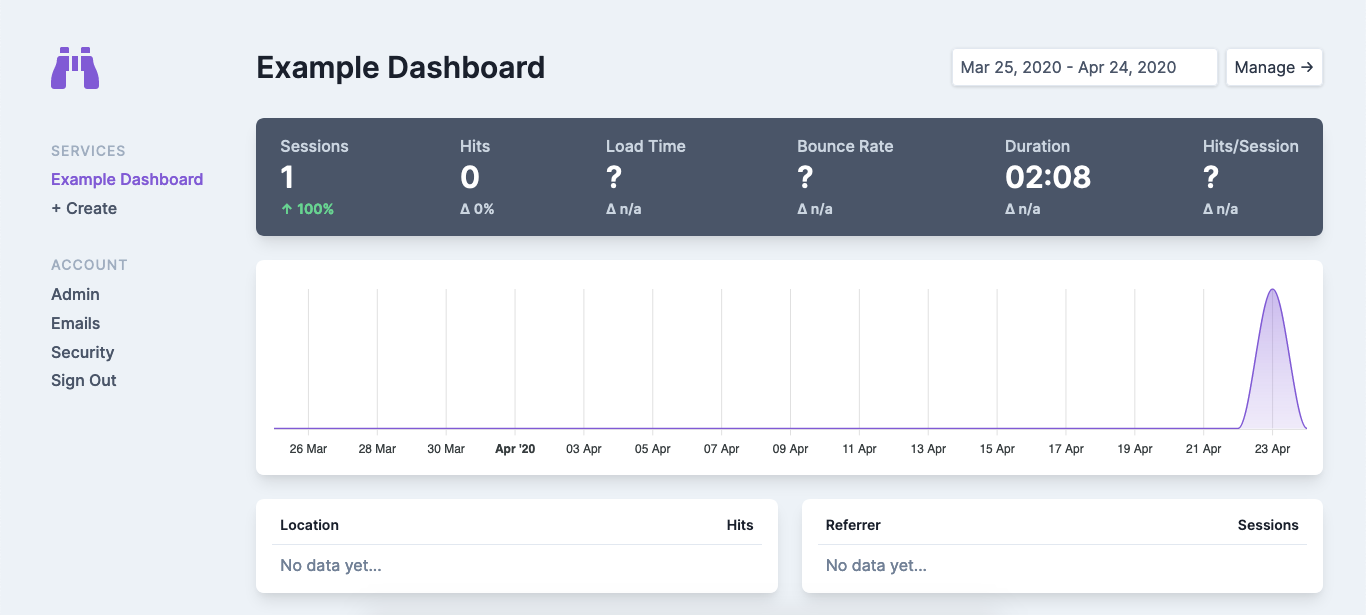 Example Dashboard
Mar 25, 2020 - Apr 24, 2020
Manage →
SERVICES
Example Dashboard
+ Create
ACCOUNT
Admin
Emails
Security
Sign Out
Sessions Hits Load Time Bounce Rate Duration Hits/Session
1 0 ? ? 02:08 ?
↑ 100% Δ 0% Δ n/a Δ n/a Δ n/a Δ n/a
26 Mar 28 Mar 30 Mar Apr '20 03 Apr 05 Apr 07 Apr 09 Apr 11 Apr 13 Apr 15 Apr 17 Apr 19 Apr 21 Apr 23 Apr
Location Hits
No data yet...
Referrer Sessions
No data yet...